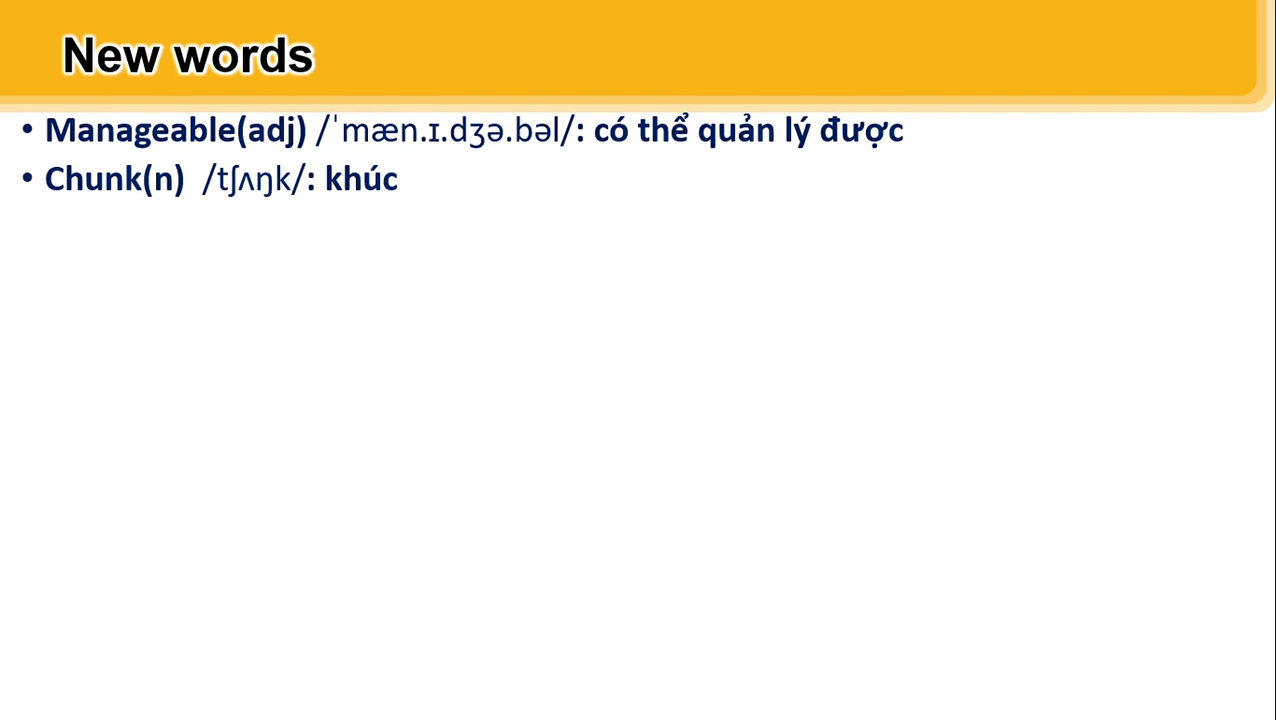 New words
• Manageable(adj) /ˈmæn.ɪ.dʒə.bəl/: có thể quản lý được
• Chunk(n)  /tʃʌŋk/: khúc